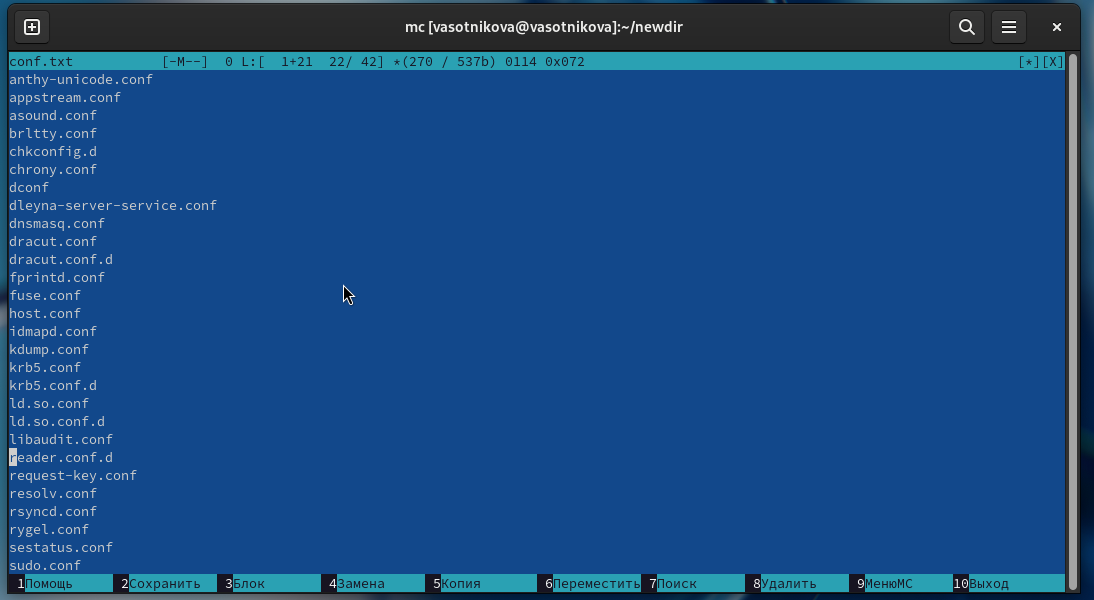 mc [vasotnikova@vasotnikova]:~/newdir
conf.txt [-M--] 0 L:[ 1+21 22/ 42] *(270 / 537b) 0114 0x072 [*][X]
anthy-unicode.conf
appstream.conf
asound.conf
brltty.conf
chkconfig.d
chrony.conf
dconf
dleyna-server-service.conf
dnsmasq.conf
dracut.conf
dracut.conf.d
fprintd.conf
fuse.conf
host.conf
idmapd.conf
kdump.conf
krb5.conf
krb5.conf.d
ld.so.conf
ld.so.conf.d
libaudit.conf
reader.conf.d
request-key.conf
resolv.conf
rsyncd.conf
rygel.conf
sestatus.conf
sudo.conf
1Помощь 2Сохранить 3Блок 4Замена 5Копия 6Переместить 7Поиск 8Удалить 9МенюMC 10Выход